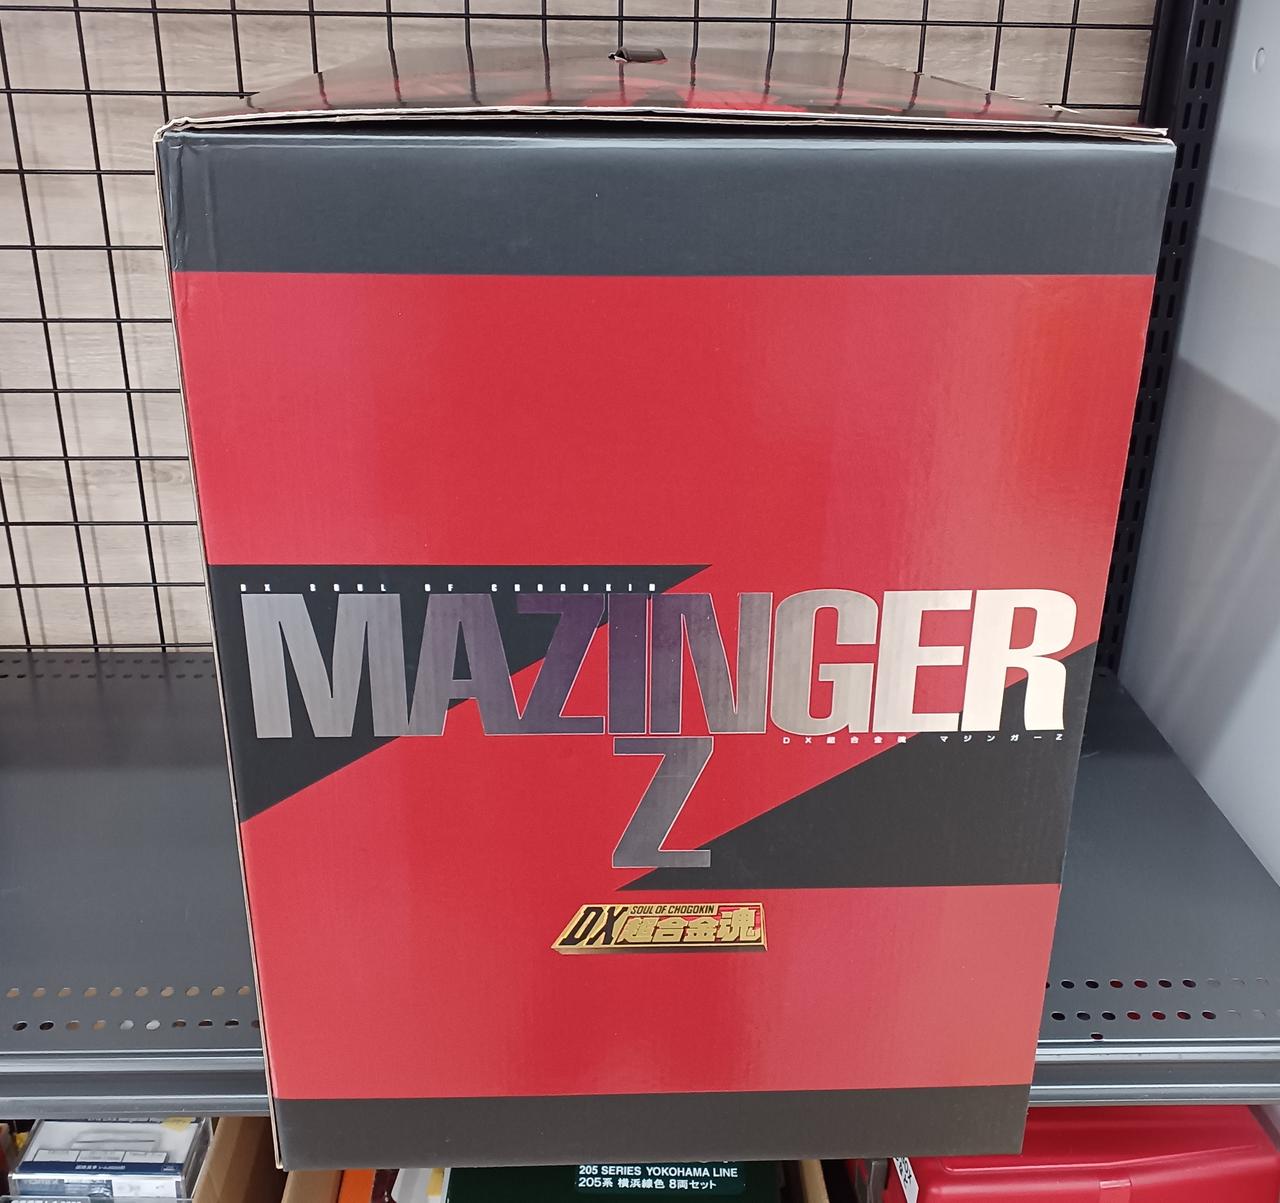 DX SOUL OF CHOGOKIN
MAZINGER
DX超合金魂 マジンガーZ
Z
SOUL OF CHOGOKIN
DX超合金魂
205 SERIES YOKOHAMA LINE
205系 横浜線色 8両セット